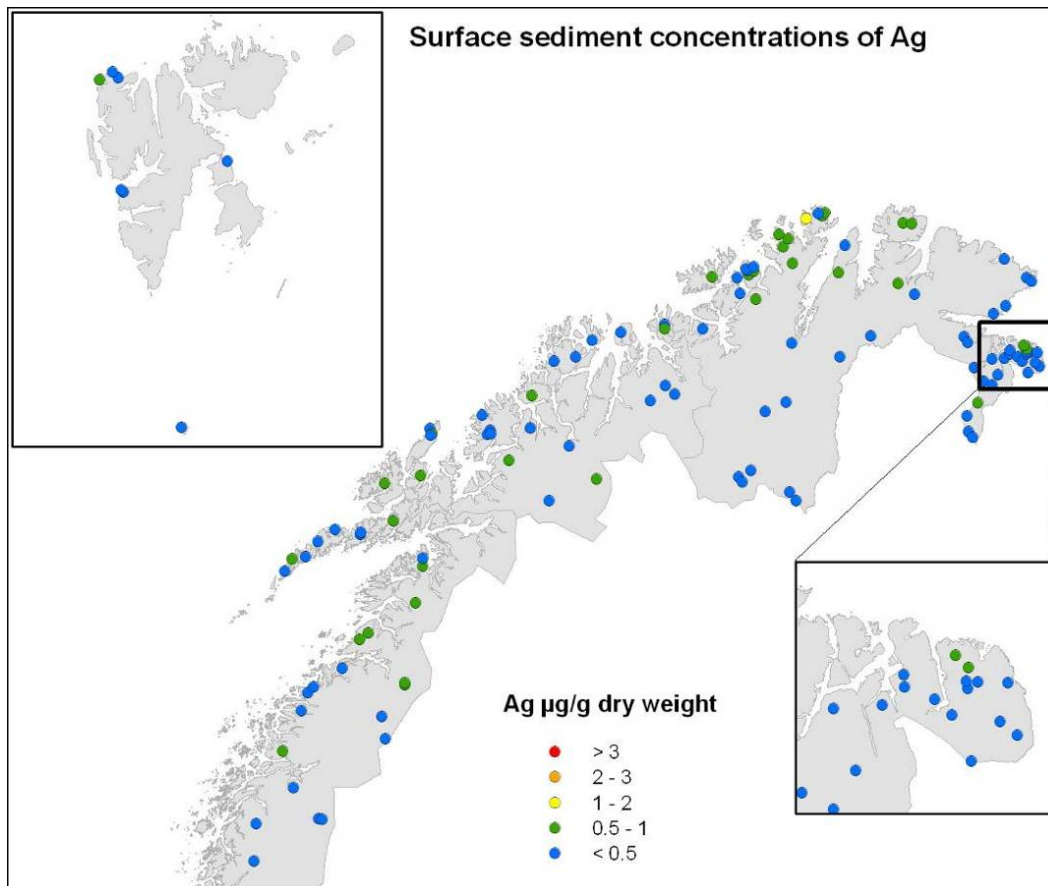 Surface sediment concentrations of Ag
Ag µg/g dry weight
> 3
2 - 3
1 - 2
0.5 - 1
< 0.5